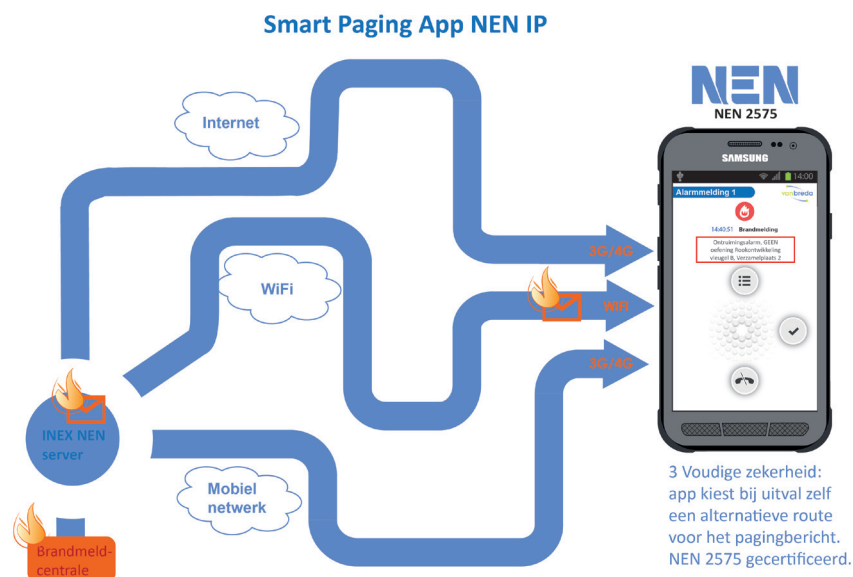 Smart Paging App NEN IP
Internet
NEN
NEN 2575
SAMSUNG
14:00
Alarmmelding 1
vanbreda
14:43:51 Brandmelding
Ontruimingsalarm, GEEN
oefening Rookontwikkeling
vleugel B, Verzamelplaats 2
3G/4G
WiFi
WIFI
3G/4G
INEX NEN
server
Mobiel
netwerk
Brandmeld-
centrale
3 Voudige zekerheid:
app kiest bij uitval zelf
een alternatieve route
voor het pagingbericht.
NEN 2575 gecertificeerd.